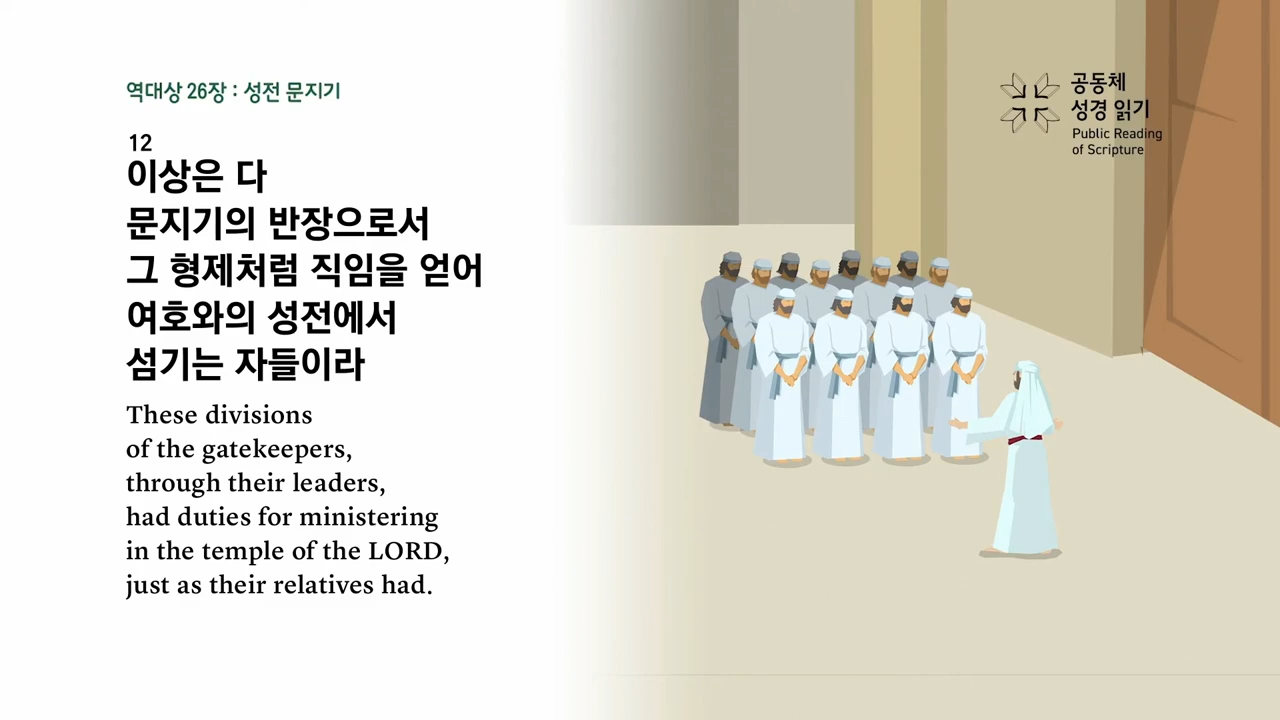 역대상 26장 : 성전 문지기
12
이상은 다
문지기의 반장으로서
그 형제처럼 직임을 얻어
여호와의 성전에서
섬기는 자들이라
These divisions
of the gatekeepers,
through their leaders,
had duties for ministering
in the temple of the LORD,
just as their relatives had.
공동체
성경 읽기
Public Reading
of Scripture